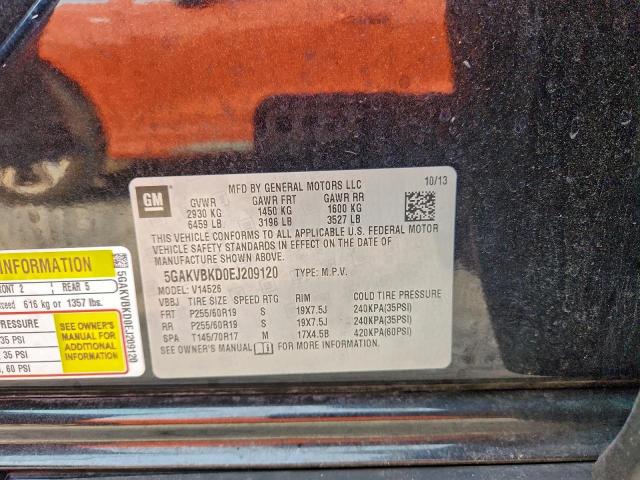 GM
MFD BY GENERAL MOTORS LLC
10/13
GVWR GAWR FRT GAWR RR
2930 KG 1450 KG 1600 KG
6459 LB 3196 LB 3527 LB
THIS VEHICLE CONFORMS TO ALL APPLICABLE U.S. FEDERAL MOTOR
VEHICLE SAFETY STANDARDS IN EFFECT ON THE DATE OF
MANUFACTURE SHOWN ABOVE.
5GAKVBKD0EJ209120 TYPE: M.P.V.
MODEL: V14526
VBBJ TIRE SIZE SPEED RTG RIM COLD TIRE PRESSURE
FRT P255/60R19 S 19X7.5J 240KPA(35PSI)
RR P255/60R19 S 19X7.5J 240KPA(35PSI)
SPA T145/70R17 M 17X4.5B 420KPA(60PSI)
SEE OWNER'S MANUAL FOR MORE INFORMATION.
INFORMATION
FRONT 2 REAR 5
exceed 616 kg or 1357 lbs.
PRESSURE
35 PSI
35 PSI
60 PSI
SEE OWNER'S
MANUAL FOR
ADDITIONAL
INFORMATION
5GAKVBKD0EJ209120